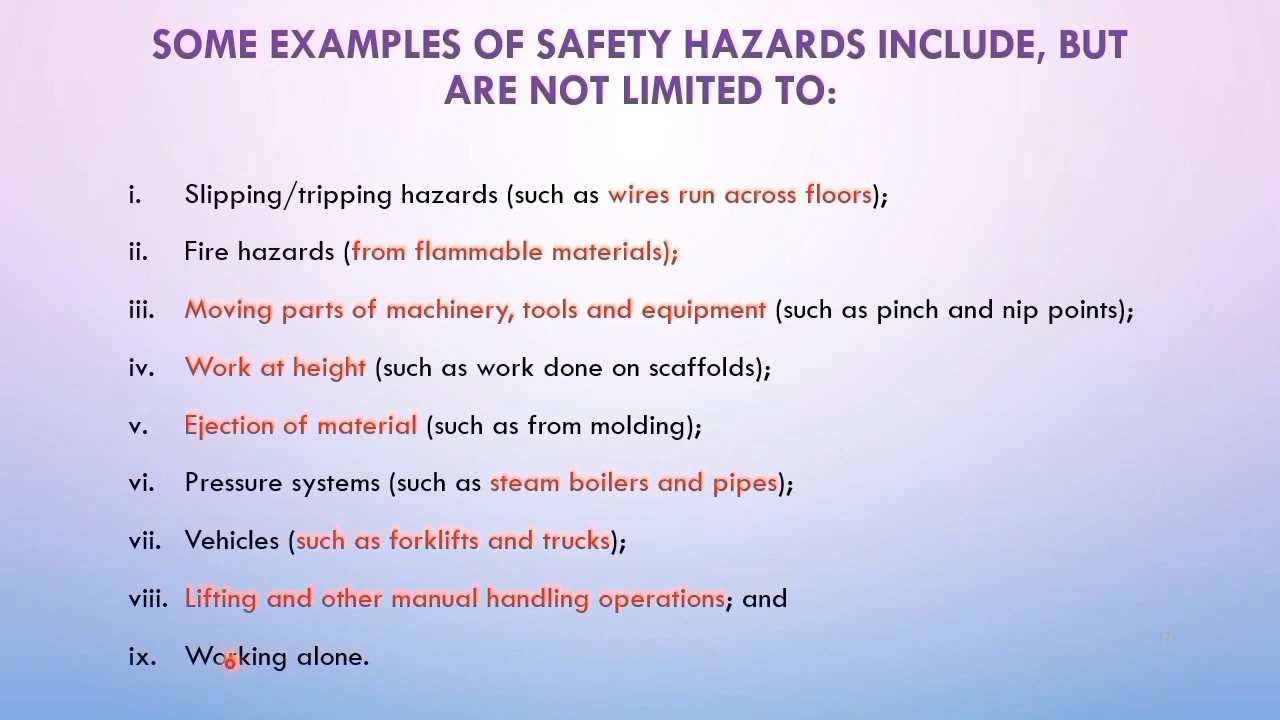 SOME EXAMPLES OF SAFETY HAZARDS INCLUDE, BUT
ARE NOT LIMITED TO:
i. Slipping/tripping hazards (such as wires run across floors);
ii. Fire hazards (from flammable materials);
iii. Moving parts of machinery, tools and equipment (such as pinch and nip points);
iv. Work at height (such as work done on scaffolds);
v. Ejection of material (such as from molding);
vi. Pressure systems (such as steam boilers and pipes);
vii. Vehicles (such as forklifts and trucks);
viii. Lifting and other manual handling operations; and
ix. Working alone.
17